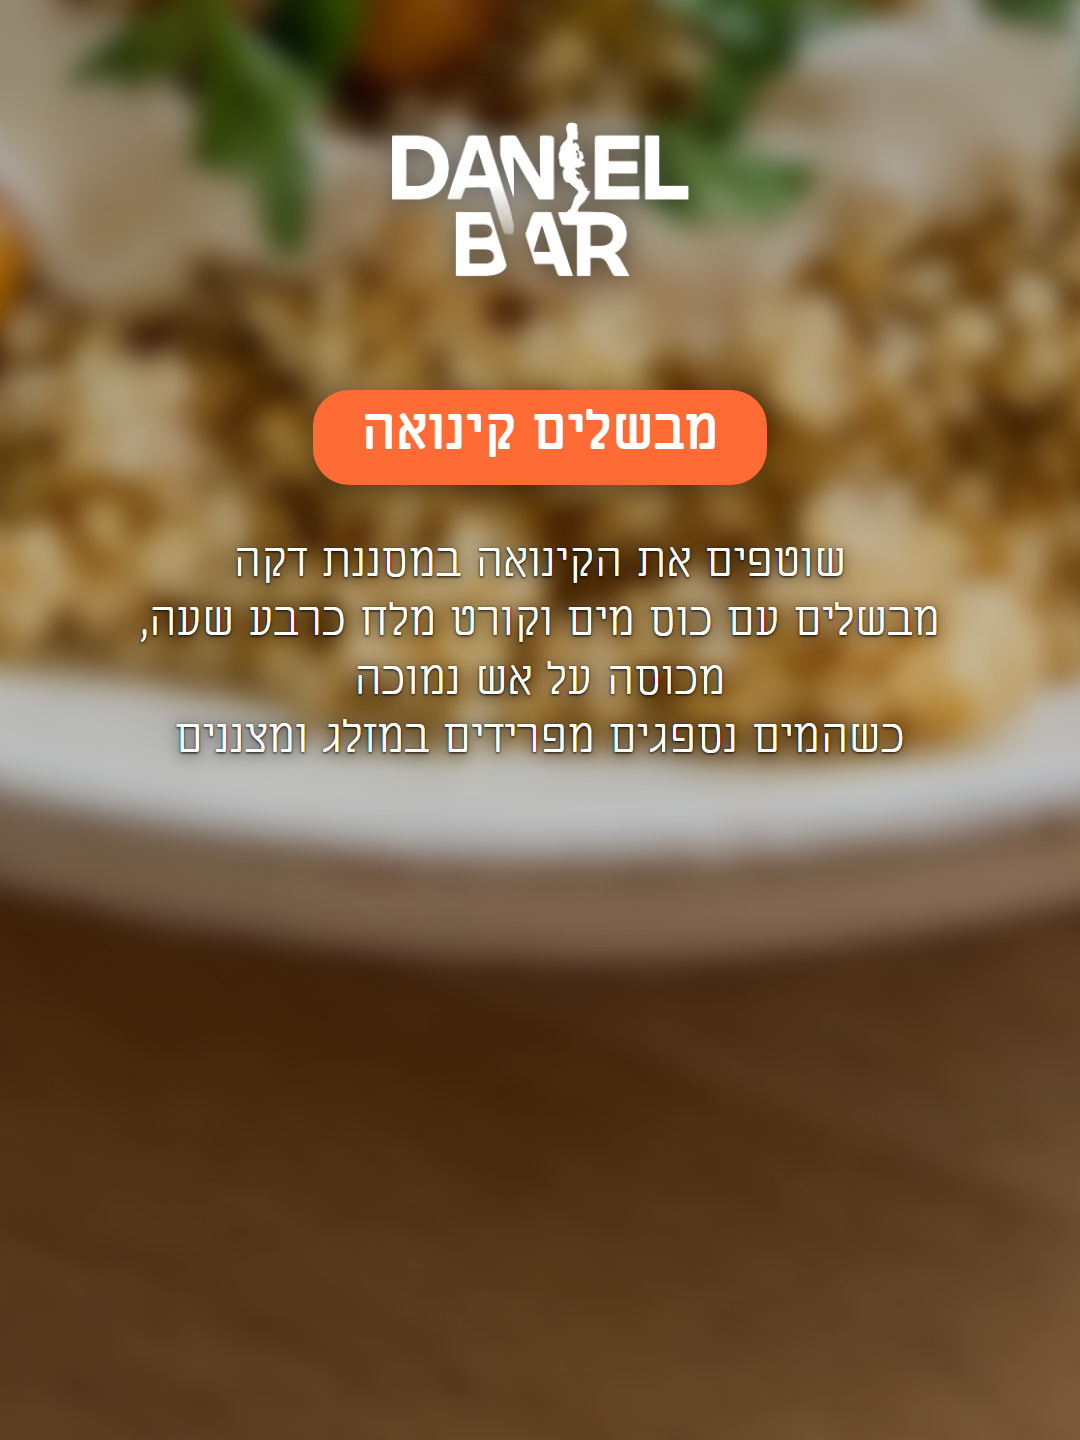 DANIEL
BAR
מבשלים קינואה
שוטפים את הקינואה במסננת דקה
מבשלים עם כוס מים וקורט מלח כרבע שעה,
מכוסה על אש נמוכה
כשהמים נספגים מפרידים במזלג ומצננים